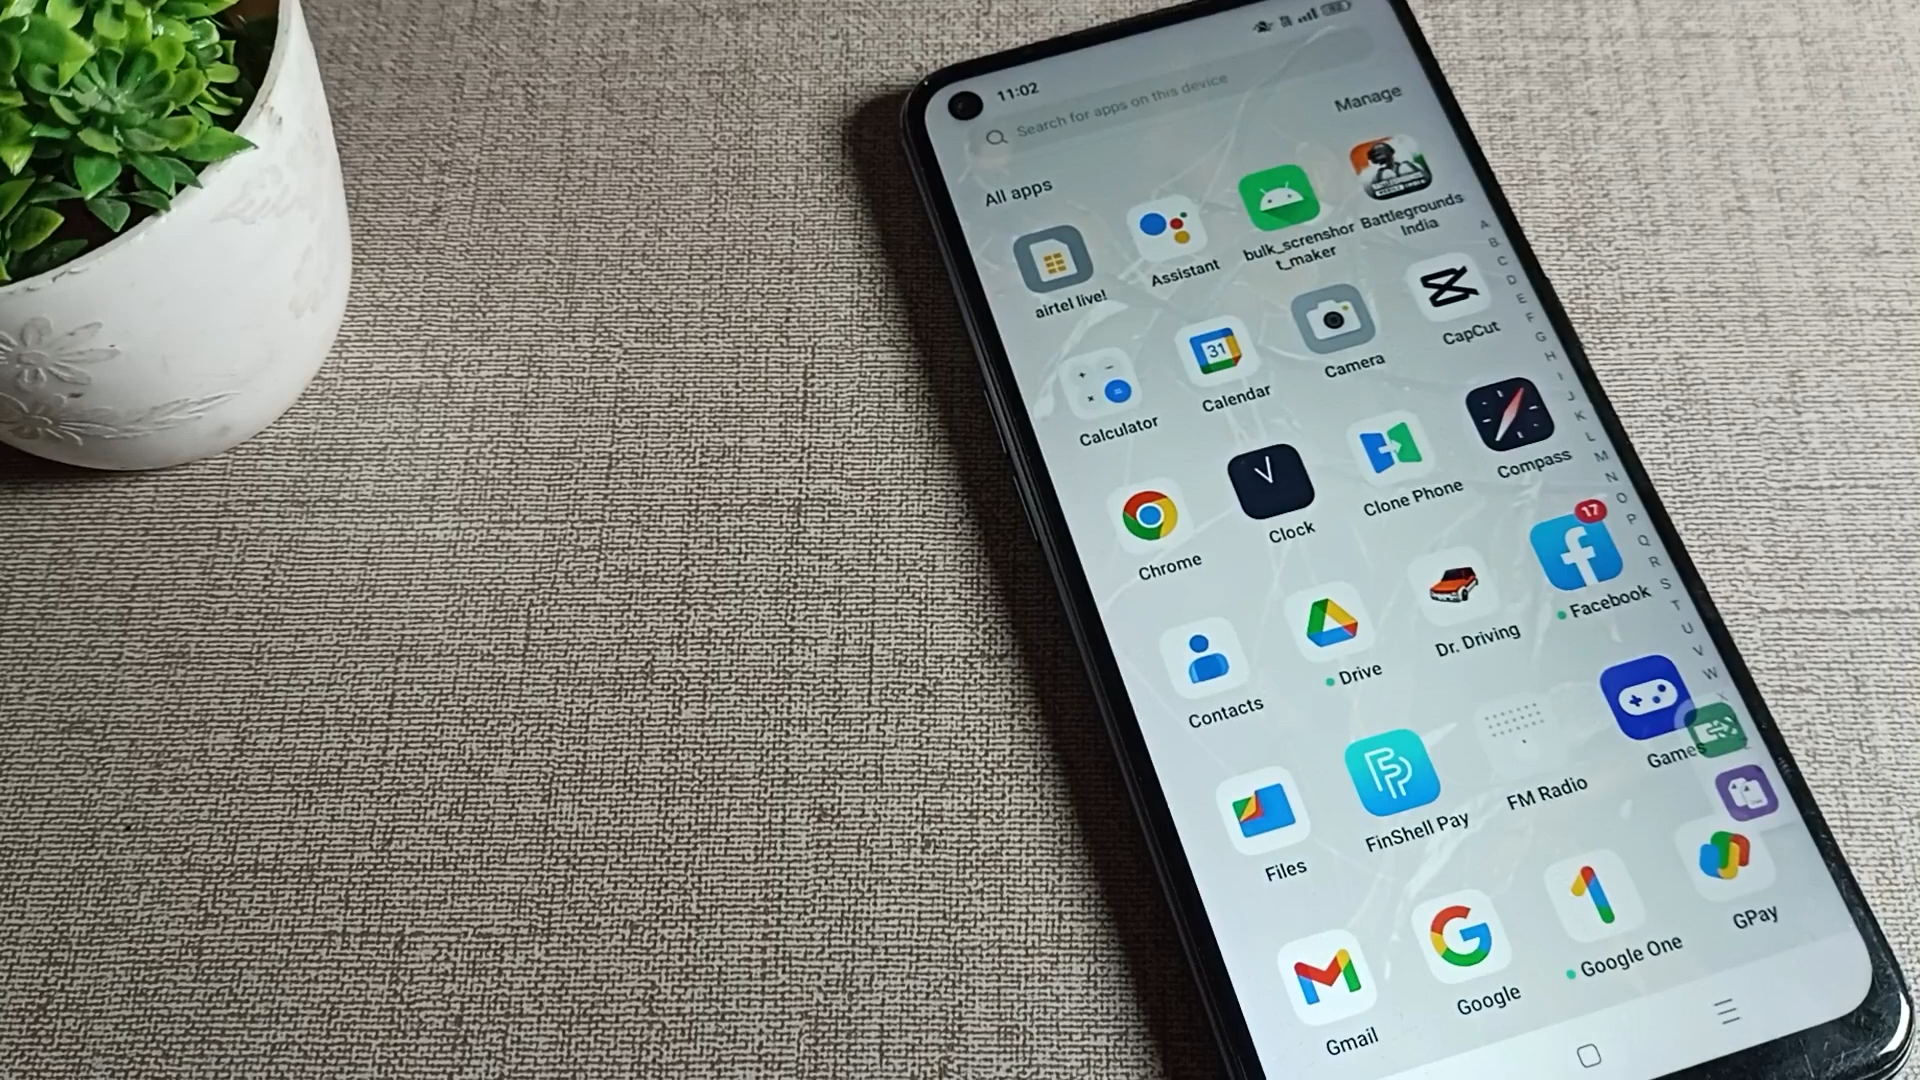 11:02
Search for apps on this device
Manage
All apps
airtel live!
Assistant
bulk_screnshor
t_maker
Battlegrounds
India
Calculator
31
Calendar
Camera
CapCut
Chrome
Clock
Clone Phone
Compass
Contacts
Drive
Dr. Driving
17
Facebook
Files
FinShell Pay
FM Radio
Games
Gmail
Google
Google One
GPay
A
B
C
D
E
F
G
H
I
J
K
L
M
N
O
P
Q
R
S
T
U
V
W
X